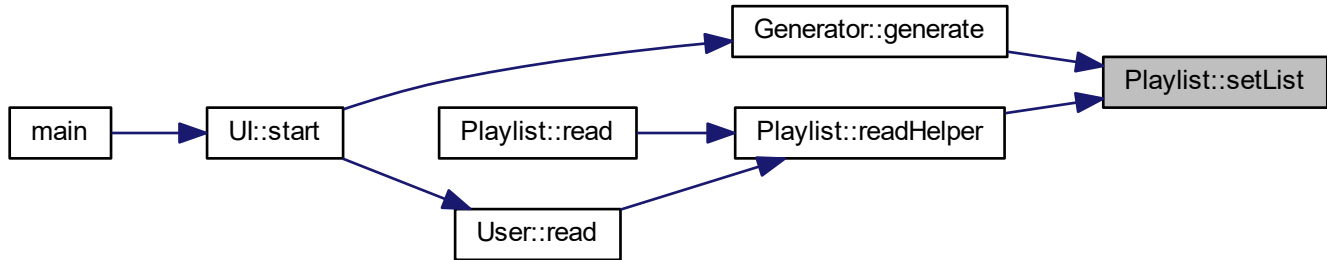 Generator::generate
Playlist::setList
main
UI::start
Playlist::read
Playlist::readHelper
User::read